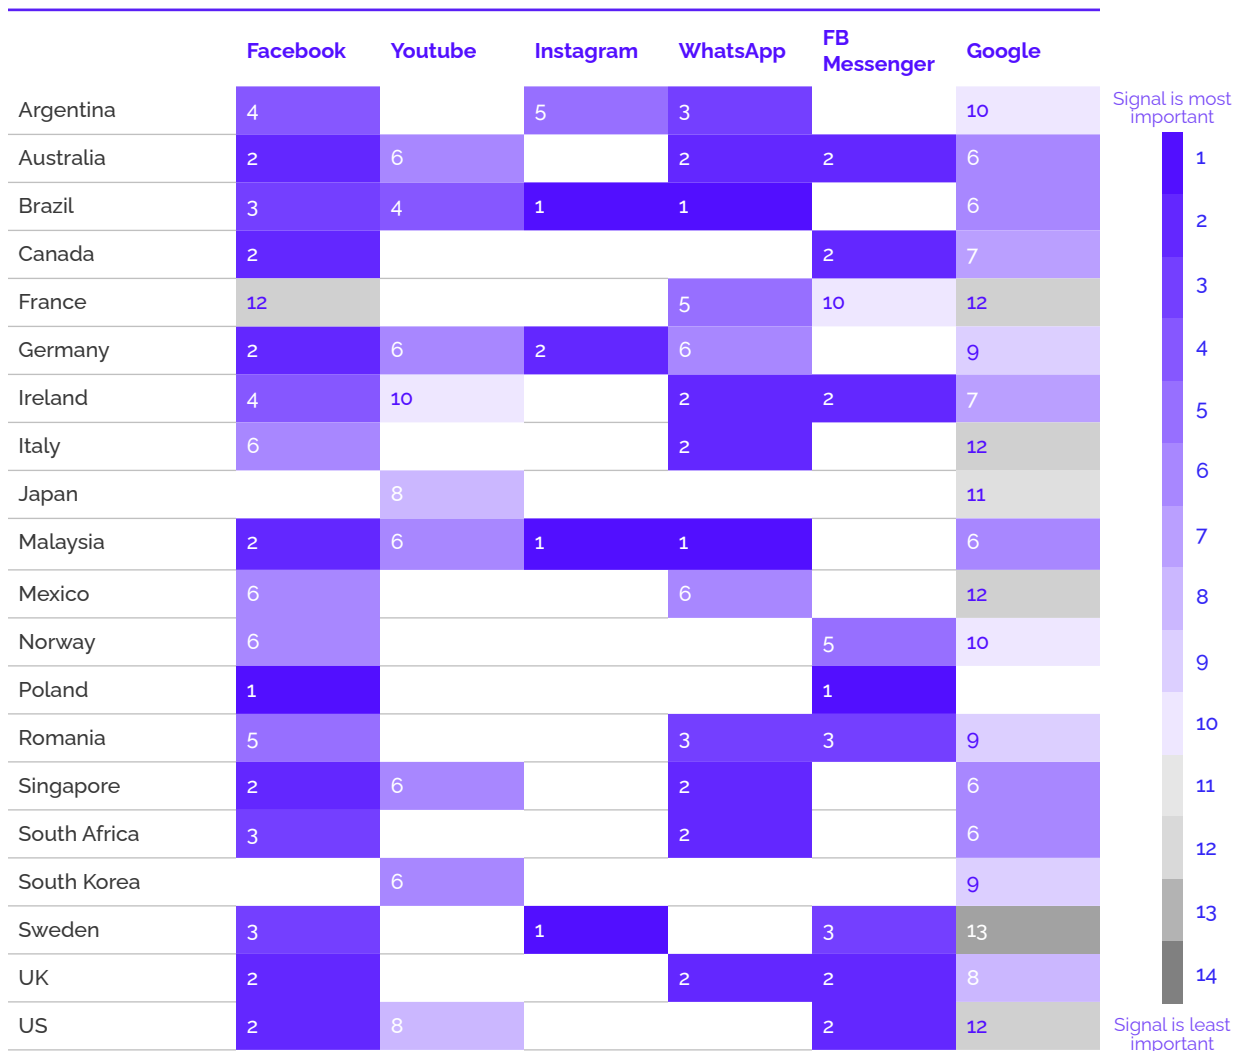 Facebook Youtube Instagram WhatsApp FB Messenger Google
Argentina 4 5 3 10
Australia 2 6 2 2 6
Brazil 3 4 1 1 6
Canada 2 2 7
France 12 5 10 12
Germany 2 6 2 6 9
Ireland 4 10 2 2 7
Italy 6 2 12
Japan 8 11
Malaysia 2 6 1 1 6
Mexico 6 6 12
Norway 6 5 10
Poland 1 1
Romania 5 3 3 9
Singapore 2 6 2 6
South Africa 3 2 6
South Korea 6 9
Sweden 3 1 3 13
UK 2 2 2 8
US 2 8 2 12
Signal is most
important
1
2
3
4
5
6
7
8
9
10
11
12
13
14
Signal is least
important